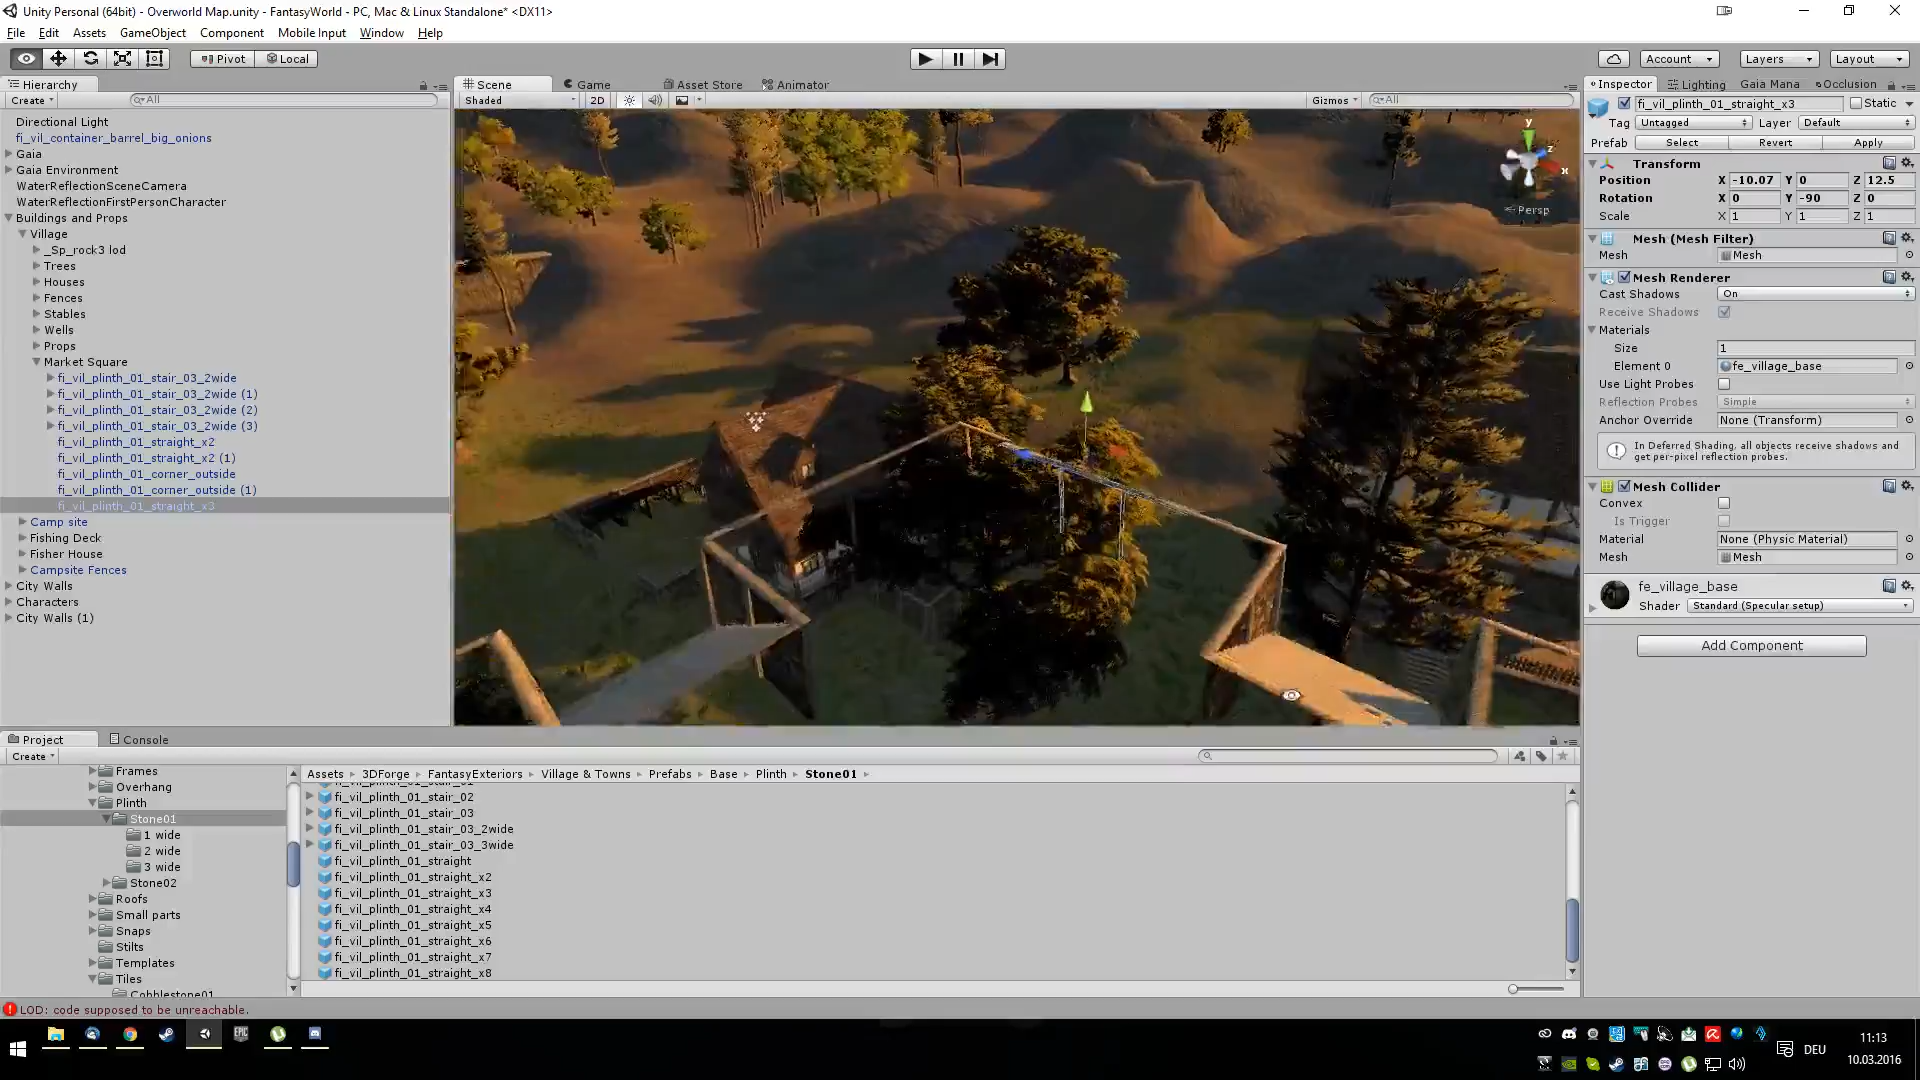 Unity Personal (64bit) - Overworld Map.unity - FantasyWorld - PC, Mac & Linux Standalone* <DX11>
File Edit Assets GameObject Component Mobile Input Window Help
Pivot Local Account Layers Layout
Hierarchy
Create All
Directional Light
fi_vil_container_barrel_big_onions
Gaia
Gaia Environment
WaterReflectionSceneCamera
WaterReflectionFirstPersonCharacter
Buildings and Props
Village
_Sp_rock3 lod
Trees
Houses
Fences
Stables
Wells
Props
Market Square
fi_vil_plinth_01_stair_03_2wide
fi_vil_plinth_01_stair_03_2wide (1)
fi_vil_plinth_01_stair_03_2wide (2)
fi_vil_plinth_01_stair_03_2wide (3)
fi_vil_plinth_01_straight_x2
fi_vil_plinth_01_straight_x2 (1)
fi_vil_plinth_01_corner_outside
fi_vil_plinth_01_corner_outside (1)
fi_vil_plinth_01_straight_x3
Camp site
Fishing Deck
Fisher House
Campsite Fences
City Walls
Characters
City Walls (1)
Scene Game Asset Store Animator
Shaded 2D Gizmos All
y
z
x
Persp
Inspector Lighting Gaia Mana Occlusion
fi_vil_plinth_01_straight_x3 Static
Tag Untagged Layer Default
Prefab Select Revert Apply
Transform
Position X -10.07 Y 0 Z 12.5
Rotation X 0 Y -90 Z 0
Scale X 1 Y 1 Z 1
Mesh (Mesh Filter)
Mesh Mesh
Mesh Renderer
Cast Shadows On
Receive Shadows
Materials
Size 1
Element 0 fe_village_base
Use Light Probes
Reflection Probes Simple
Anchor Override None (Transform)
In Deferred Shading, all objects receive shadows and
get per-pixel reflection probes.
Mesh Collider
Convex
Is Trigger
Material None (Physic Material)
Mesh Mesh
fe_village_base
Shader Standard (Specular setup)
Add Component
Project Console
Create
Frames
Overhang
Plinth
Stone01
1 wide
2 wide
3 wide
Stone02
Roofs
Small parts
Snaps
Stilts
Templates
Tiles
Cobblestone01
Assets 3DForge FantasyExteriors Village & Towns Prefabs Base Plinth Stone01
fi_vil_plinth_01_stair_02
fi_vil_plinth_01_stair_03
fi_vil_plinth_01_stair_03_2wide
fi_vil_plinth_01_stair_03_3wide
fi_vil_plinth_01_straight
fi_vil_plinth_01_straight_x2
fi_vil_plinth_01_straight_x3
fi_vil_plinth_01_straight_x4
fi_vil_plinth_01_straight_x5
fi_vil_plinth_01_straight_x6
fi_vil_plinth_01_straight_x7
fi_vil_plinth_01_straight_x8
LOD: code supposed to be unreachable.
EPIC
DEU
11:13
10.03.2016